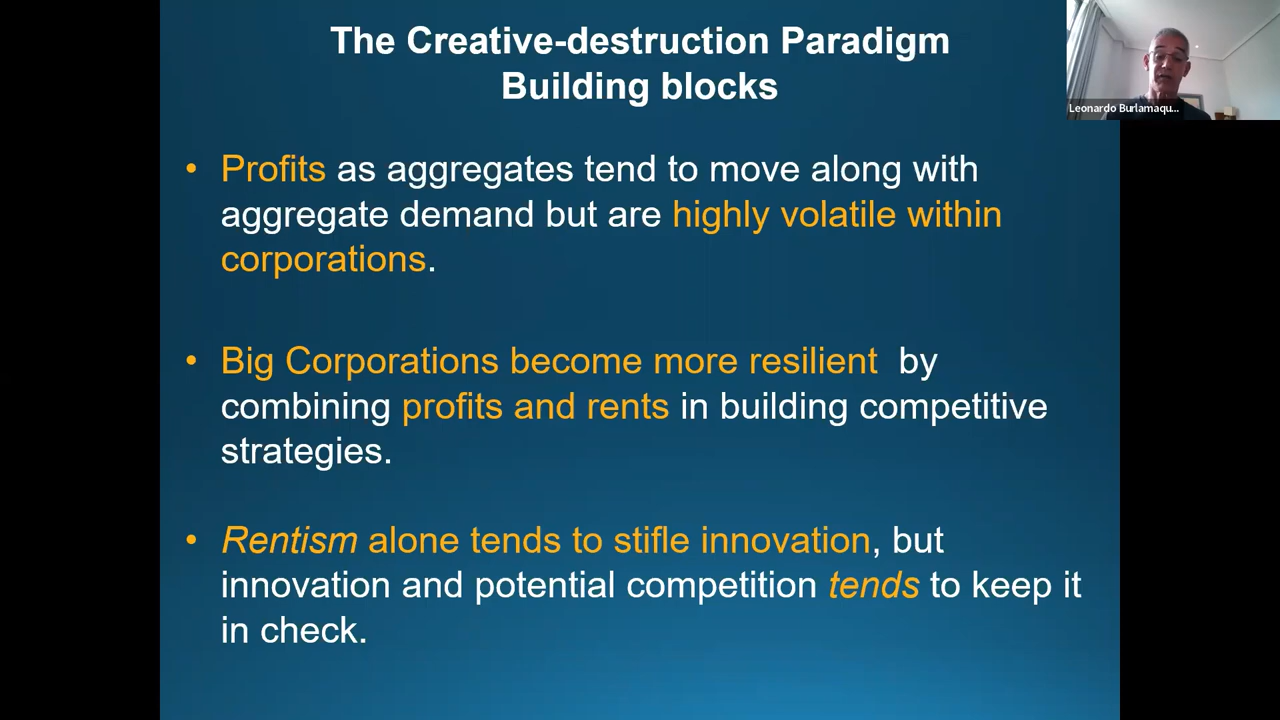 The Creative-destruction Paradigm
Building blocks
Leonardo Burlamaqu...
• Profits as aggregates tend to move along with
aggregate demand but are highly volatile within
corporations.
• Big Corporations become more resilient by
combining profits and rents in building competitive
strategies.
• Rentism alone tends to stifle innovation, but
innovation and potential competition tends to keep it
in check.